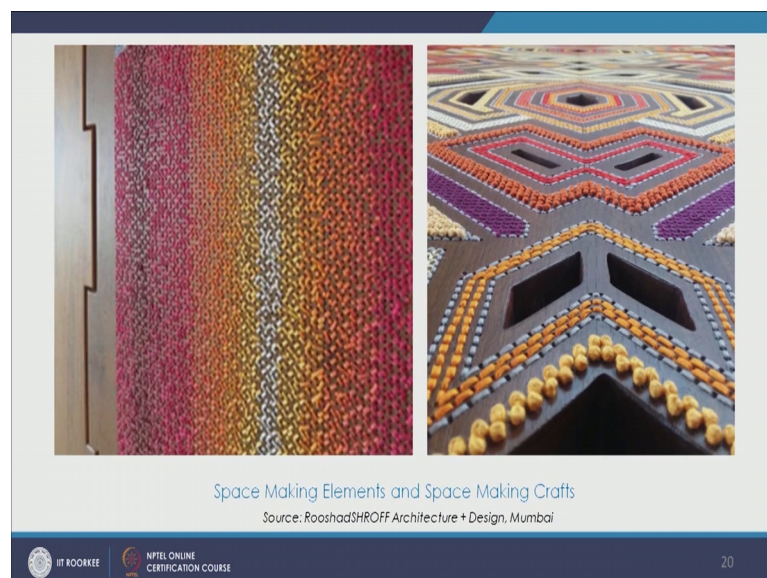 Space Making Elements and Space Making Crafts
Source: RooshadSHROFF Architecture + Design, Mumbai
IIT ROORKEE
NPTEL ONLINE
CERTIFICATION COURSE
20